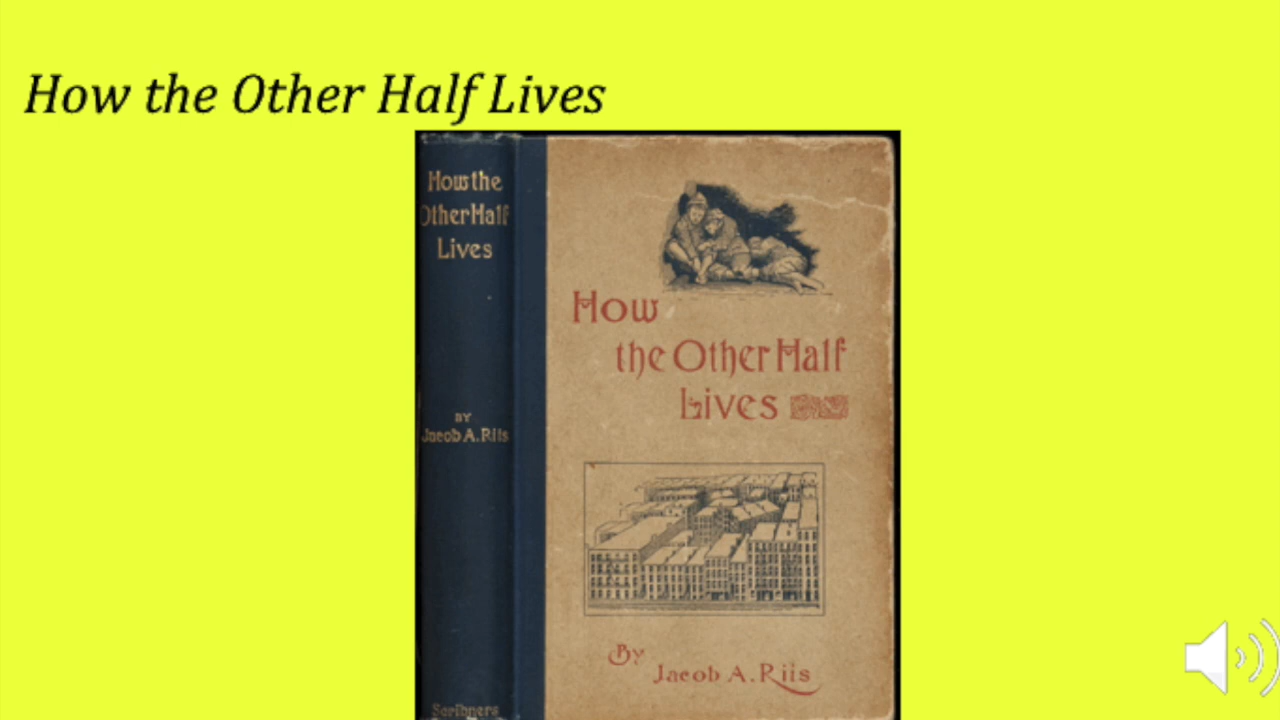 How the Other Half Lives
How the
Other Half
Lives
BY
Jacob A. Riis
Scribners
How
the Other Half
Lives
By
Jacob A. Riis